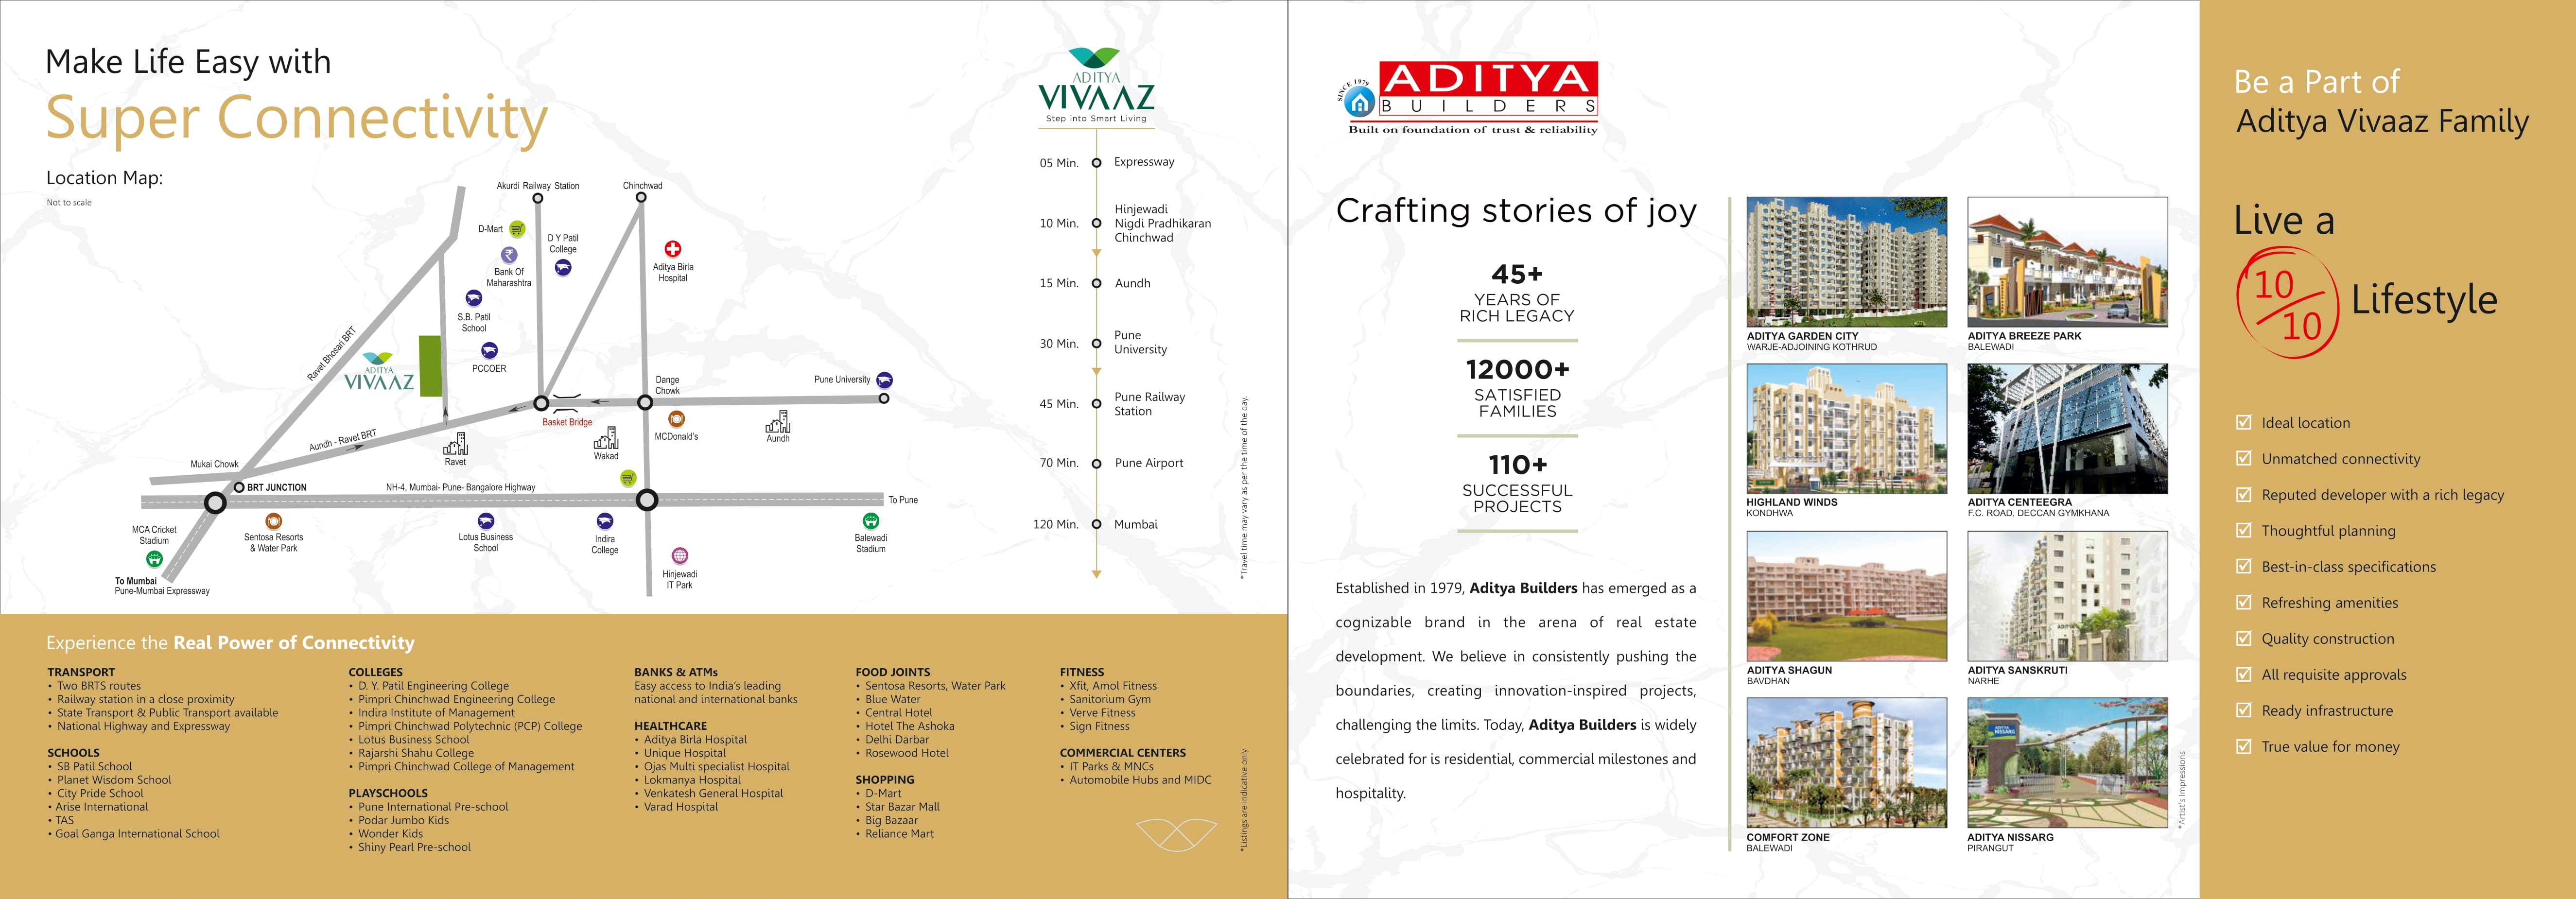 Make Life Easy with
Super Connectivity
Location Map:
Not to scale
Akurdi Railway Station
Chinchwad
D-Mart
D Y Patil
College
Bank Of
Maharashtra
Aditya Birla
Hospital
S.B. Patil
School
PCCOER
Ravet Bhosari BRT
ADITYA
VIVAAZ
Dange
Chowk
Pune University
Basket Bridge
MCDonald's
Aundh
Wakad
Aundh - Ravet BRT
Ravet
Mukai Chowk
BRT JUNCTION
NH-4, Mumbai- Pune- Bangalore Highway
To Pune
MCA Cricket
Stadium
Sentosa Resorts
& Water Park
Lotus Business
School
Indira
College
Balewadi
Stadium
Hinjewadi
IT Park
To Mumbai
Pune-Mumbai Expressway
ADITYA
VIVAAZ
Step into Smart Living
05 Min. Expressway
10 Min. Hinjewadi
Nigdi Pradhikaran
Chinchwad
15 Min. Aundh
30 Min. Pune
University
45 Min. Pune Railway
Station
70 Min. Pune Airport
120 Min. Mumbai
*Travel time may vary as per the time of the day.
Experience the Real Power of Connectivity
TRANSPORT
• Two BRTS routes
• Railway station in a close proximity
• State Transport & Public Transport available
• National Highway and Expressway
SCHOOLS
• SB Patil School
• Planet Wisdom School
• City Pride School
• Arise International
• TAS
• Goal Ganga International School
COLLEGES
• D. Y. Patil Engineering College
• Pimpri Chinchwad Engineering College
• Indira Institute of Management
• Pimpri Chinchwad Polytechnic (PCP) College
• Lotus Business School
• Rajarshi Shahu College
• Pimpri Chinchwad College of Management
PLAYSCHOOLS
• Pune International Pre-school
• Podar Jumbo Kids
• Wonder Kids
• Shiny Pearl Pre-school
BANKS & ATMs
Easy access to India's leading
national and international banks
HEALTHCARE
• Aditya Birla Hospital
• Unique Hospital
• Ojas Multi specialist Hospital
• Lokmanya Hospital
• Venkatesh General Hospital
• Varad Hospital
FOOD JOINTS
• Sentosa Resorts, Water Park
• Blue Water
• Central Hotel
• Hotel The Ashoka
• Delhi Darbar
• Rosewood Hotel
SHOPPING
• D-Mart
• Star Bazar Mall
• Big Bazaar
• Reliance Mart
FITNESS
• Xfit, Amol Fitness
• Sanitorium Gym
• Verve Fitness
• Sign Fitness
COMMERCIAL CENTERS
• IT Parks & MNCs
• Automobile Hubs and MIDC
*Listings are indicative only
SINCE 1979
ADITYA
BUILDERS
Built on foundation of trust & reliability
Crafting stories of joy
45+
YEARS OF
RICH LEGACY
12000+
SATISFIED
FAMILIES
110+
SUCCESSFUL
PROJECTS
Established in 1979, Aditya Builders has emerged as a
cognizable brand in the arena of real estate
development. We believe in consistently pushing the
boundaries, creating innovation-inspired projects,
challenging the limits. Today, Aditya Builders is widely
celebrated for is residential, commercial milestones and
hospitality.
ADITYA GARDEN CITY
WARJE-ADJOINING KOTHRUD
ADITYA BREEZE PARK
BALEWADI
HIGHLAND WINDS
KONDHWA
ADITYA CENTEEGRA
F.C. ROAD, DECCAN GYMKHANA
ADITYA SHAGUN
BAVDHAN
ADITYA SANSKRUTI
NARHE
COMFORT ZONE
BALEWADI
ADITYA NISSARG
PIRANGUT
*Artist's Impressions
Be a Part of
Aditya Vivaaz Family
Live a
10/10 Lifestyle
Ideal location
Unmatched connectivity
Reputed developer with a rich legacy
Thoughtful planning
Best-in-class specifications
Refreshing amenities
Quality construction
All requisite approvals
Ready infrastructure
True value for money